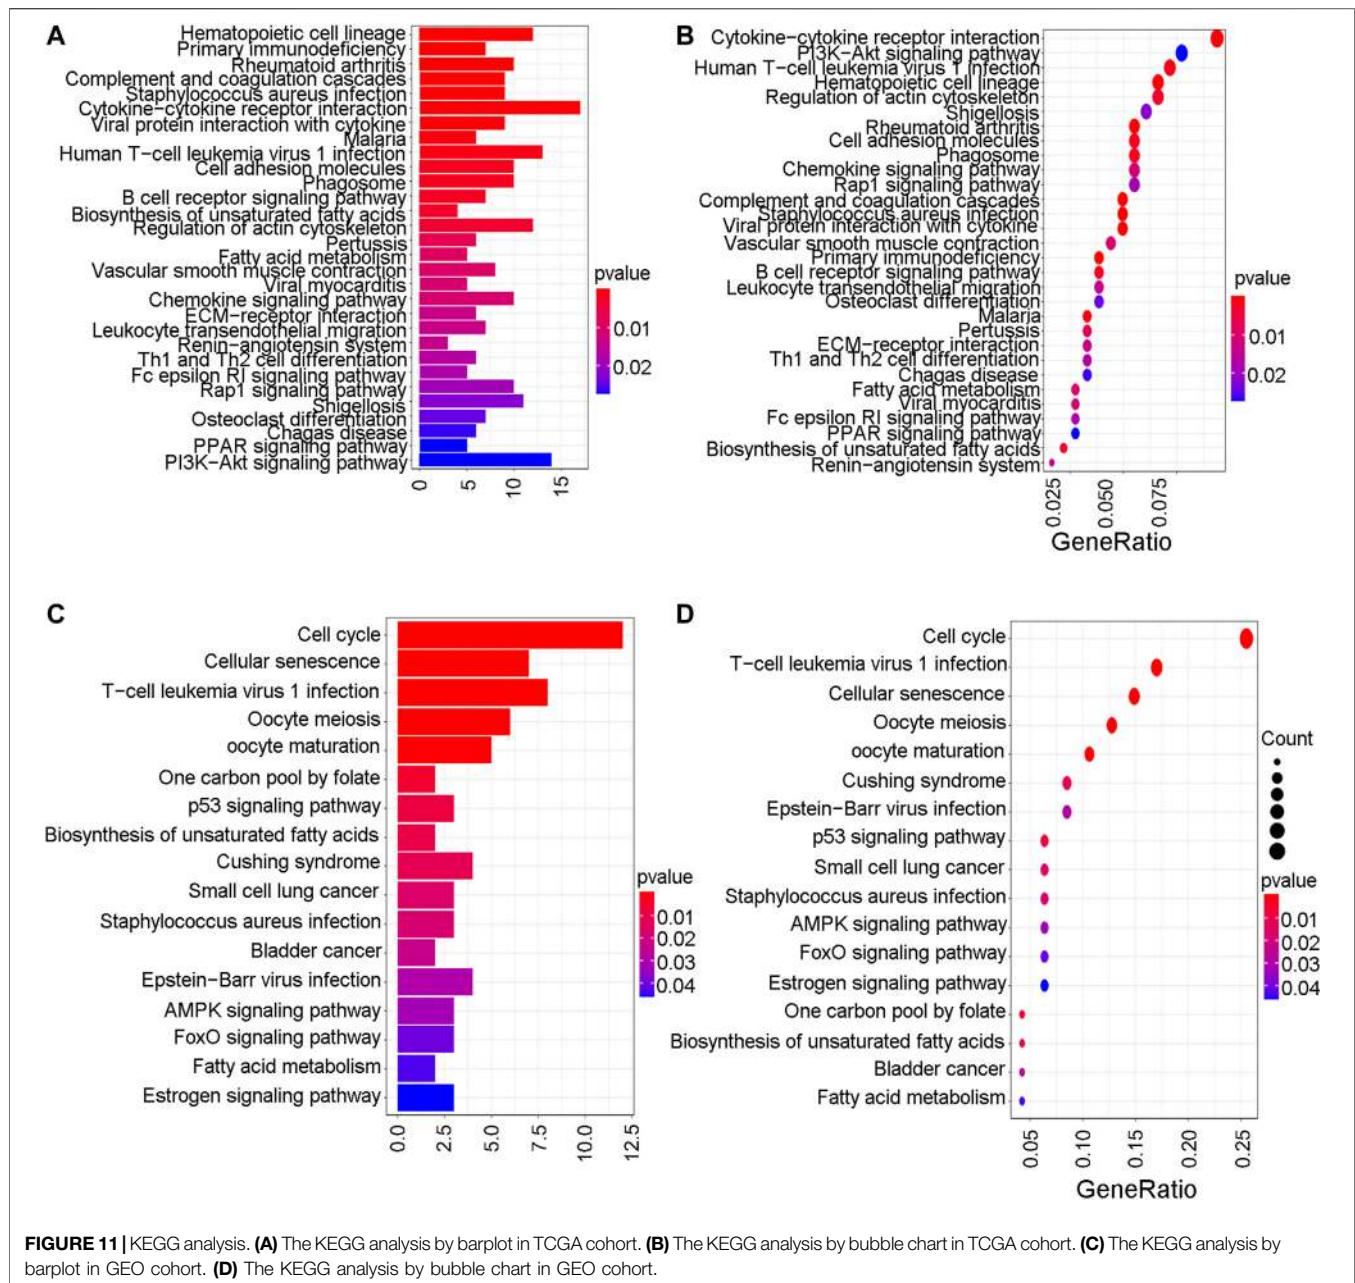 A
Hematopoietic cell lineage
Primary immunodeficiency
Rheumatoid arthritis
Complement and coagulation cascades
Staphylococcus aureus infection
Cytokine−cytokine receptor interaction
Viral protein interaction with cytokine
Malaria
Human T−cell leukemia virus 1 infection
Cell adhesion molecules
Phagosome
B cell receptor signaling pathway
Biosynthesis of unsaturated fatty acids
Regulation of actin cytoskeleton
Pertussis
Fatty acid metabolism
Vascular smooth muscle contraction
Viral myocarditis
Chemokine signaling pathway
ECM−receptor interaction
Leukocyte transendothelial migration
Renin−angiotensin system
Th1 and Th2 cell differentiation
Fc epsilon RI signaling pathway
Rap1 signaling pathway
Shigellosis
Osteoclast differentiation
Chagas disease
PPAR signaling pathway
PI3K−Akt signaling pathway
0 5 10 15
pvalue
0.01
0.02
B
Cytokine−cytokine receptor interaction
PI3K−Akt signaling pathway
Human T−cell leukemia virus 1 infection
Hematopoietic cell lineage
Regulation of actin cytoskeleton
Shigellosis
Rheumatoid arthritis
Cell adhesion molecules
Phagosome
Chemokine signaling pathway
Rap1 signaling pathway
Complement and coagulation cascades
Staphylococcus aureus infection
Viral protein interaction with cytokine
Vascular smooth muscle contraction
Primary immunodeficiency
B cell receptor signaling pathway
Leukocyte transendothelial migration
Osteoclast differentiation
Malaria
Pertussis
ECM−receptor interaction
Th1 and Th2 cell differentiation
Chagas disease
Fatty acid metabolism
Viral myocarditis
Fc epsilon RI signaling pathway
PPAR signaling pathway
Biosynthesis of unsaturated fatty acids
Renin−angiotensin system
0.025 0.050 0.075
GeneRatio
pvalue
0.01
0.02
C
Cell cycle
Cellular senescence
T−cell leukemia virus 1 infection
Oocyte meiosis
oocyte maturation
One carbon pool by folate
p53 signaling pathway
Biosynthesis of unsaturated fatty acids
Cushing syndrome
Small cell lung cancer
Staphylococcus aureus infection
Bladder cancer
Epstein−Barr virus infection
AMPK signaling pathway
FoxO signaling pathway
Fatty acid metabolism
Estrogen signaling pathway
0.0 2.5 5.0 7.5 10.0 12.5
pvalue
0.01
0.02
0.03
0.04
D
Cell cycle
T−cell leukemia virus 1 infection
Cellular senescence
Oocyte meiosis
oocyte maturation
Cushing syndrome
Epstein−Barr virus infection
p53 signaling pathway
Small cell lung cancer
Staphylococcus aureus infection
AMPK signaling pathway
FoxO signaling pathway
Estrogen signaling pathway
One carbon pool by folate
Biosynthesis of unsaturated fatty acids
Bladder cancer
Fatty acid metabolism
0.05 0.10 0.15 0.20 0.25
GeneRatio
Count
pvalue
0.01
0.02
0.03
0.04
FIGURE 11 | KEGG analysis. (A) The KEGG analysis by barplot in TCGA cohort. (B) The KEGG analysis by bubble chart in TCGA cohort. (C) The KEGG analysis by
barplot in GEO cohort. (D) The KEGG analysis by bubble chart in GEO cohort.